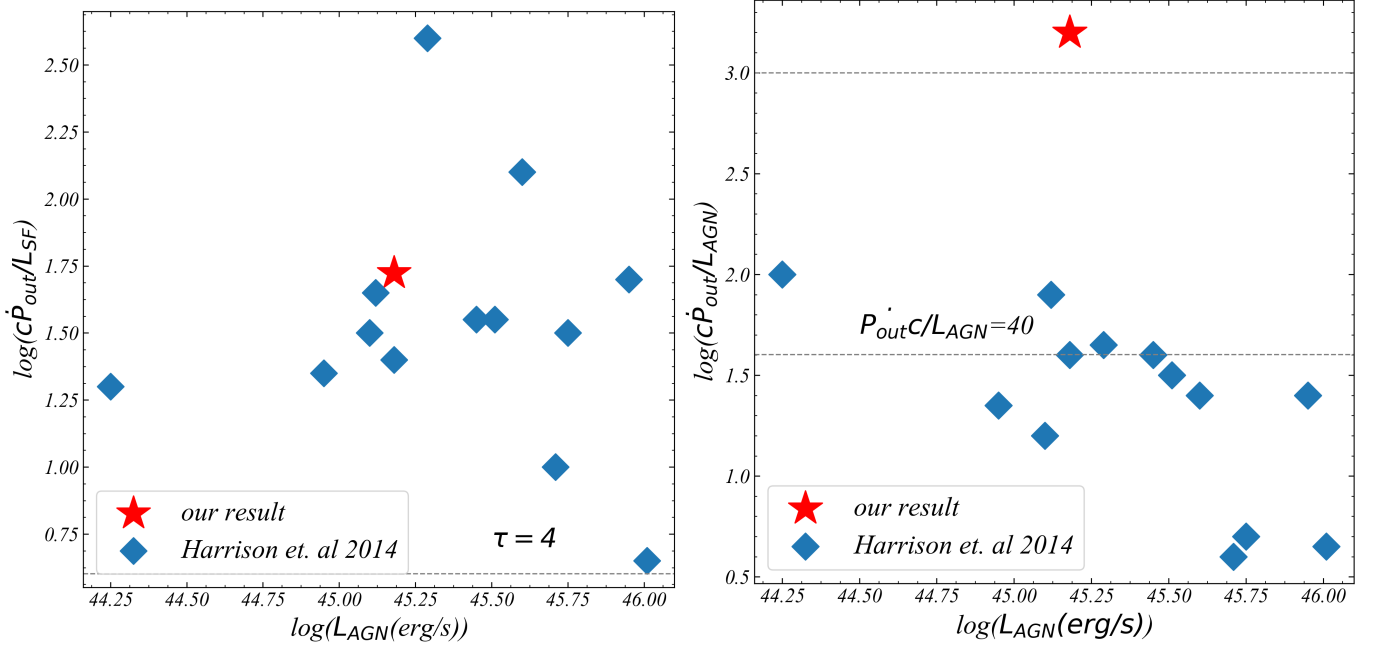 log(cṖout/LSF)
2.50
2.25
2.00
1.75
1.50
1.25
1.00
0.75
our result
Harrison et. al 2014
τ = 4
44.25 44.50 44.75 45.00 45.25 45.50 45.75 46.00
log(LAGN(erg/s))
log(cṖout/LAGN)
3.0
2.5
2.0
1.5
1.0
0.5
Ṗoutc/LAGN=40
our result
Harrison et. al 2014
44.25 44.50 44.75 45.00 45.25 45.50 45.75 46.00
log(LAGN(erg/s))